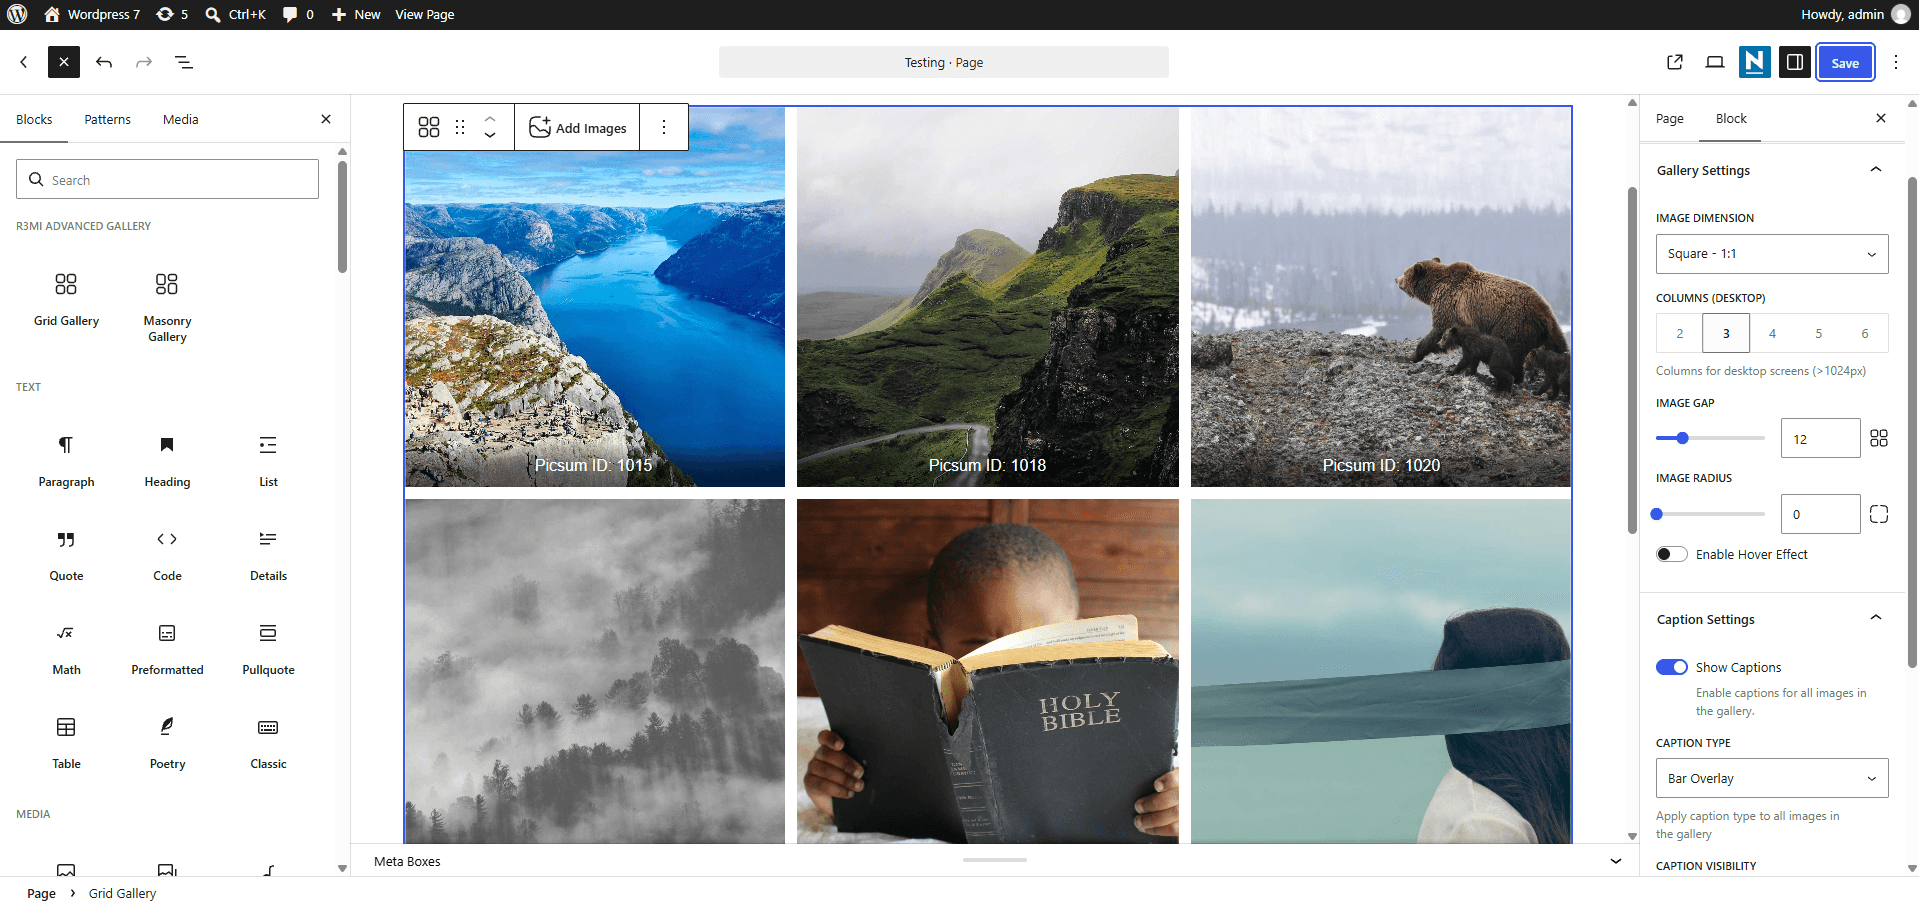 Wordpress 7
5
Ctrl+K
0
New
View Page
Howdy, admin
Testing · Page
N
Save
Blocks
Patterns
Media
Search
R3MI ADVANCED GALLERY
Grid Gallery
Masonry
Gallery
TEXT
Paragraph
Heading
List
Quote
Code
Details
Math
Preformatted
Pullquote
Table
Poetry
Classic
MEDIA
Add Images
Picsum ID: 1015
Picsum ID: 1018
Picsum ID: 1020
HOLY
BIBLE
Meta Boxes
Page
Block
Gallery Settings
IMAGE DIMENSION
Square - 1:1
COLUMNS (DESKTOP)
2
3
4
5
6
Columns for desktop screens (>1024px)
IMAGE GAP
12
IMAGE RADIUS
0
Enable Hover Effect
Caption Settings
Show Captions
Enable captions for all images in
the gallery.
CAPTION TYPE
Bar Overlay
Apply caption type to all images in
the gallery
CAPTION VISIBILITY
Page
Grid Gallery